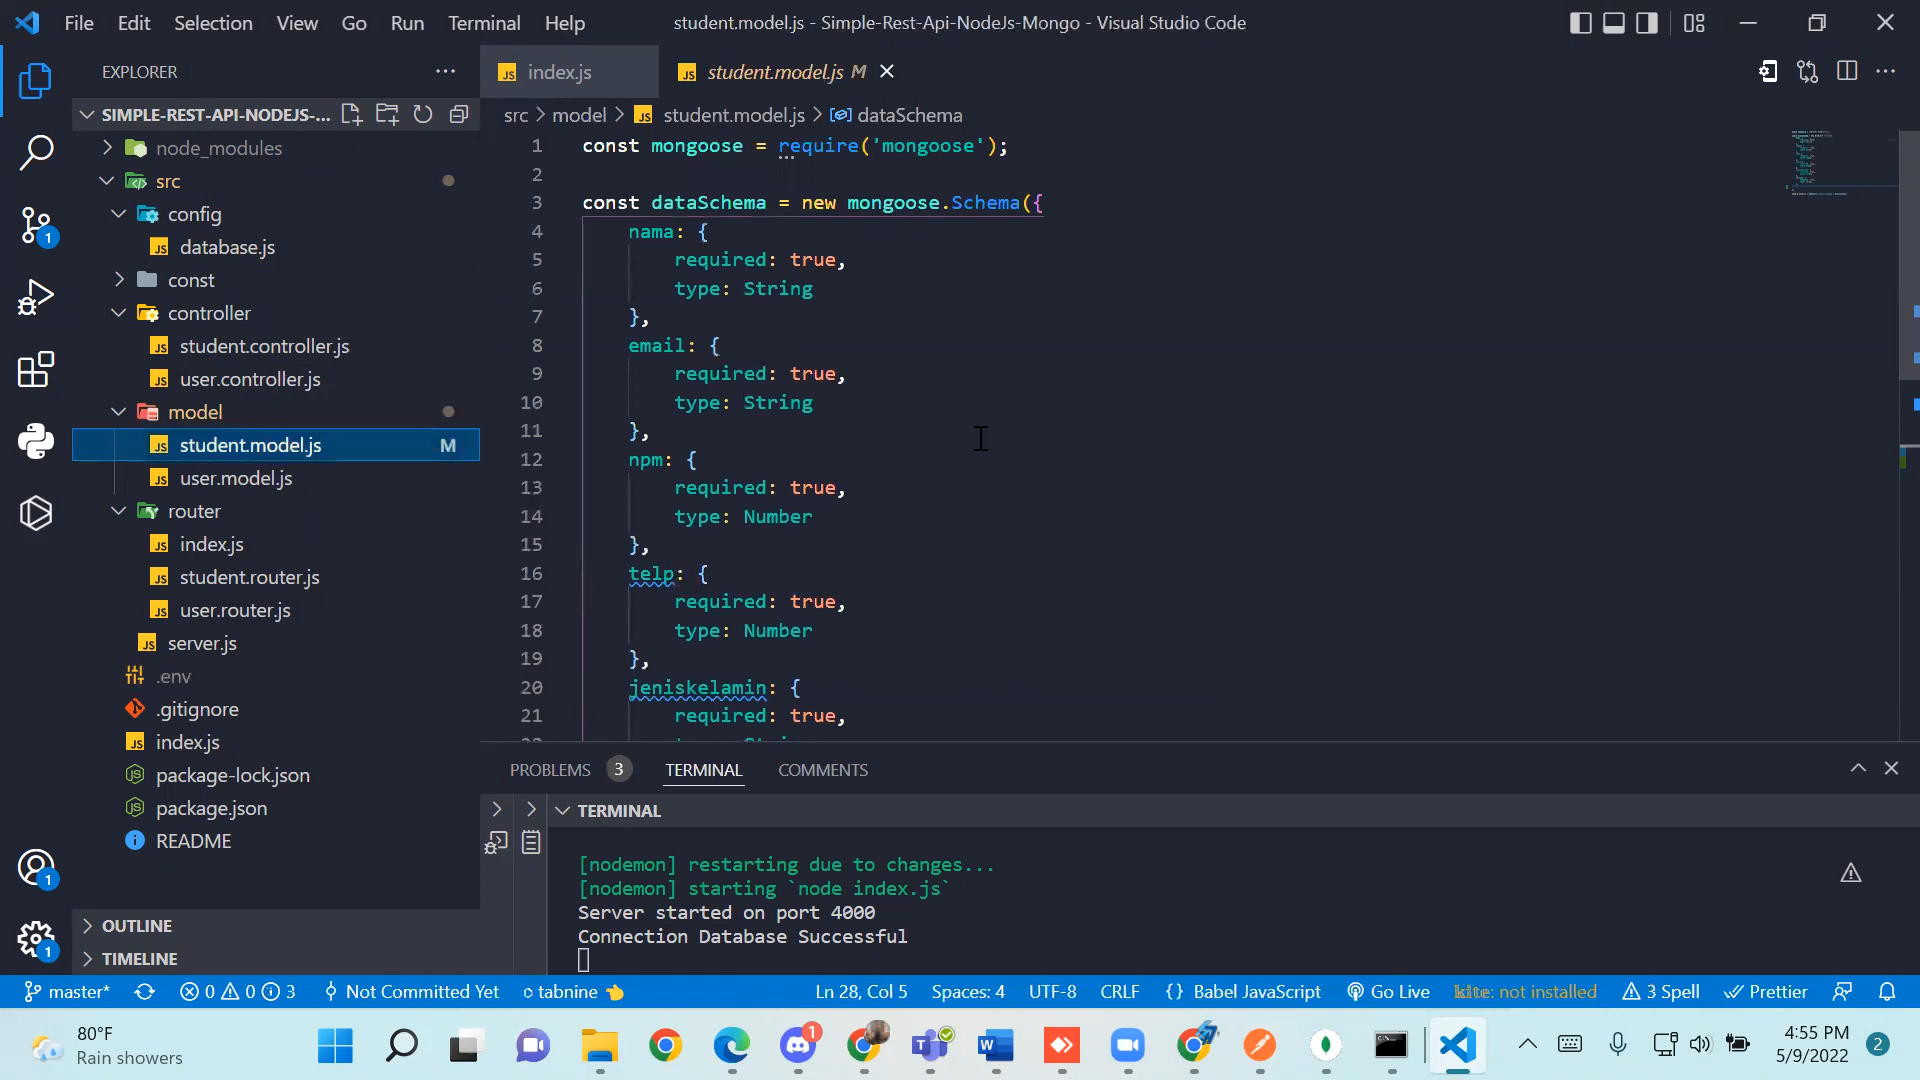 File Edit Selection View Go Run Terminal Help
student.model.js - Simple-Rest-Api-NodeJs-Mongo - Visual Studio Code
EXPLORER
SIMPLE-REST-API-NODEJS-...
node_modules
src
config
database.js
const
controller
student.controller.js
user.controller.js
model
student.model.js M
user.model.js
router
index.js
student.router.js
user.router.js
server.js
.env
.gitignore
index.js
package-lock.json
package.json
README
OUTLINE
TIMELINE
1
1
1
index.js
student.model.js M
src > model > student.model.js > dataSchema
1 const mongoose = require('mongoose');
2
3 const dataSchema = new mongoose.Schema({
4 nama: {
5 required: true,
6 type: String
7 },
8 email: {
9 required: true,
10 type: String
11 },
12 npm: {
13 required: true,
14 type: Number
15 },
16 telp: {
17 required: true,
18 type: Number
19 },
20 jeniskelamin: {
21 required: true,
PROBLEMS 3 TERMINAL COMMENTS
TERMINAL
[nodemon] restarting due to changes...
[nodemon] starting `node index.js`
Server started on port 4000
Connection Database Successful
master* 0 0 3 Not Committed Yet tabnine Ln 28, Col 5 Spaces: 4 UTF-8 CRLF {} Babel JavaScript Go Live kite: not installed 3 Spell Prettier
80°F
Rain showers
1
4:55 PM
5/9/2022
2